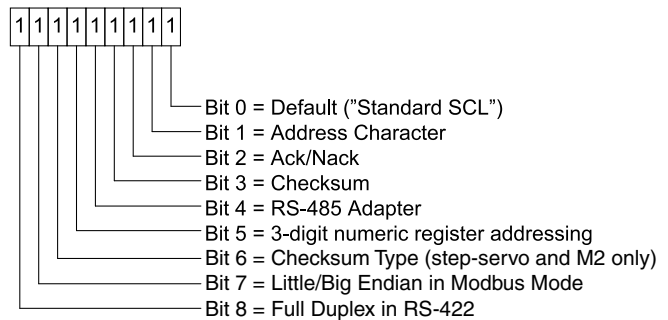 1 1 1 1 1 1 1 1 1
Bit 0 = Default (”Standard SCL”)
Bit 1 = Address Character
Bit 2 = Ack/Nack
Bit 3 = Checksum
Bit 4 = RS-485 Adapter
Bit 5 = 3-digit numeric register addressing
Bit 6 = Checksum Type (step-servo and M2 only)
Bit 7 = Little/Big Endian in Modbus Mode
Bit 8 = Full Duplex in RS-422